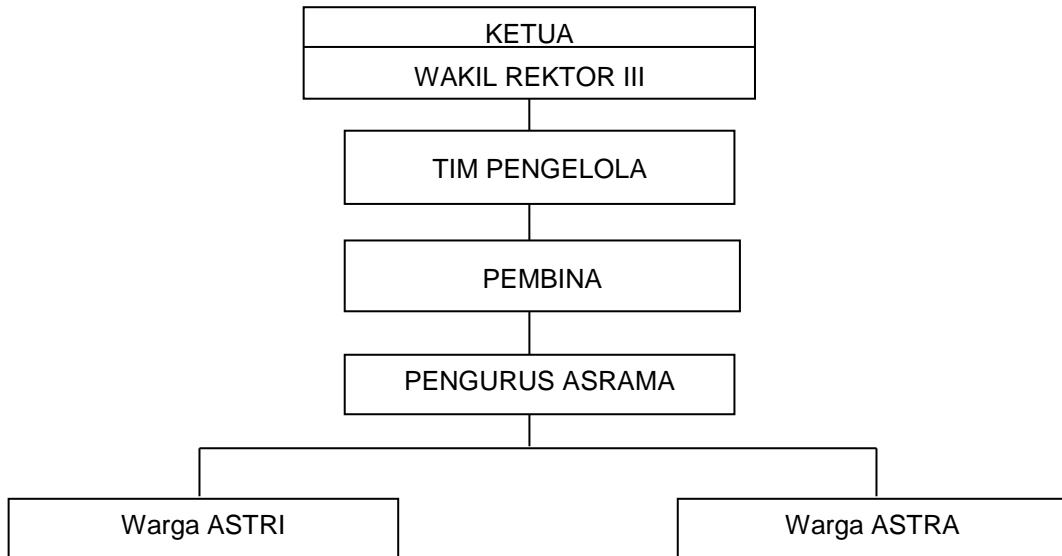 KETUA
WAKIL REKTOR III
TIM PENGELOLA
PEMBINA
PENGURUS ASRAMA
Warga ASTRI
Warga ASTRA